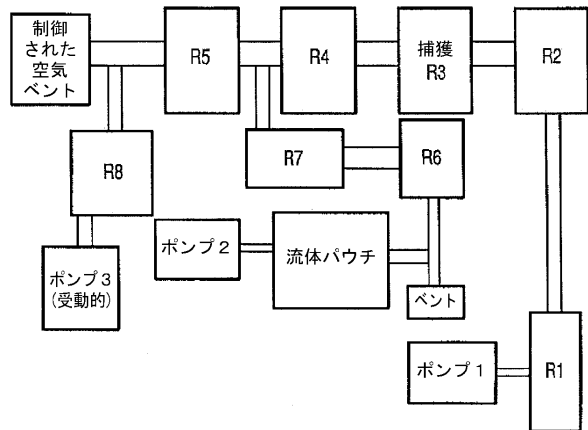 制御
された
空気
ベント
R5
R4
捕獲
R3
R2
R8
R7
R6
ポンプ2
流体パウチ
ポンプ3
(受動的)
ベント
ポンプ1
R1